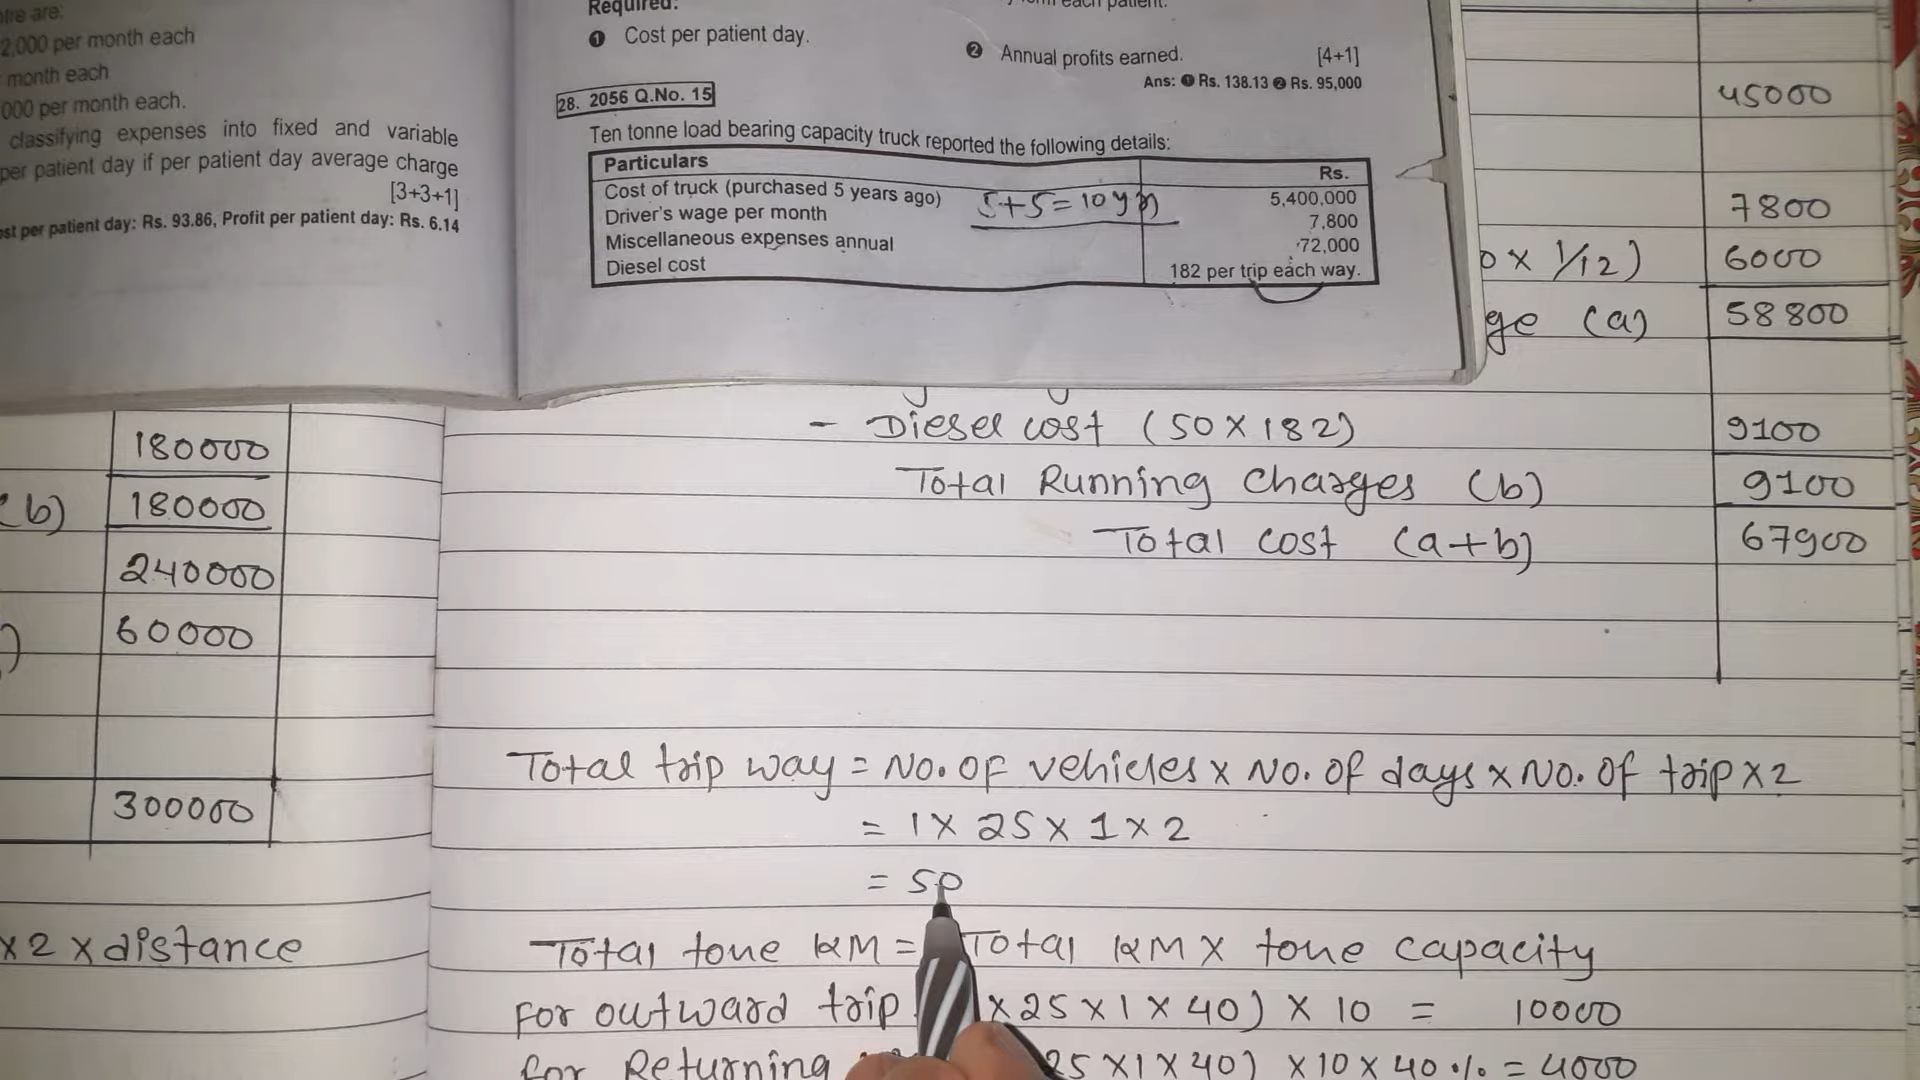 2,000 per month each
month each
000 per month each.
classifying expenses into fixed and variable
per patient day if per patient day average charge
[3+3+1]
st per patient day: Rs. 93.86, Profit per patient day: Rs. 6.14
Required:
❶ Cost per patient day.
❷ Annual profits earned. [4+1]
Ans: ❶ Rs. 138.13 ❷ Rs. 95,000
28. 2056 Q.No. 15
Ten tonne load bearing capacity truck reported the following details:
Particulars Rs.
Cost of truck (purchased 5 years ago) 5+5=10 5,400,000
Driver's wage per month 7,800
Miscellaneous expenses annual 72,000
Diesel cost 182 per trip each way.
45000
7800
0 x 1/12) 6000
ge (a) 58800
- Diesel cost (50 x 182) 9100
Total Running Charges (b) 9100
Total cost (a+b) 67900
180000
(b) 180000
240000
60000
300000
x 2 x distance
Total trip way = No. of vehicles x No. of days x No. of trip x 2
= 1 x 25 x 1 x 2
= 50
Total tone KM = Total KM x tone capacity
For outward trip x 25 x 1 x 40) x 10 = 10000
for Returning 25 x 1 x 40) x 10 x 40% = 4000